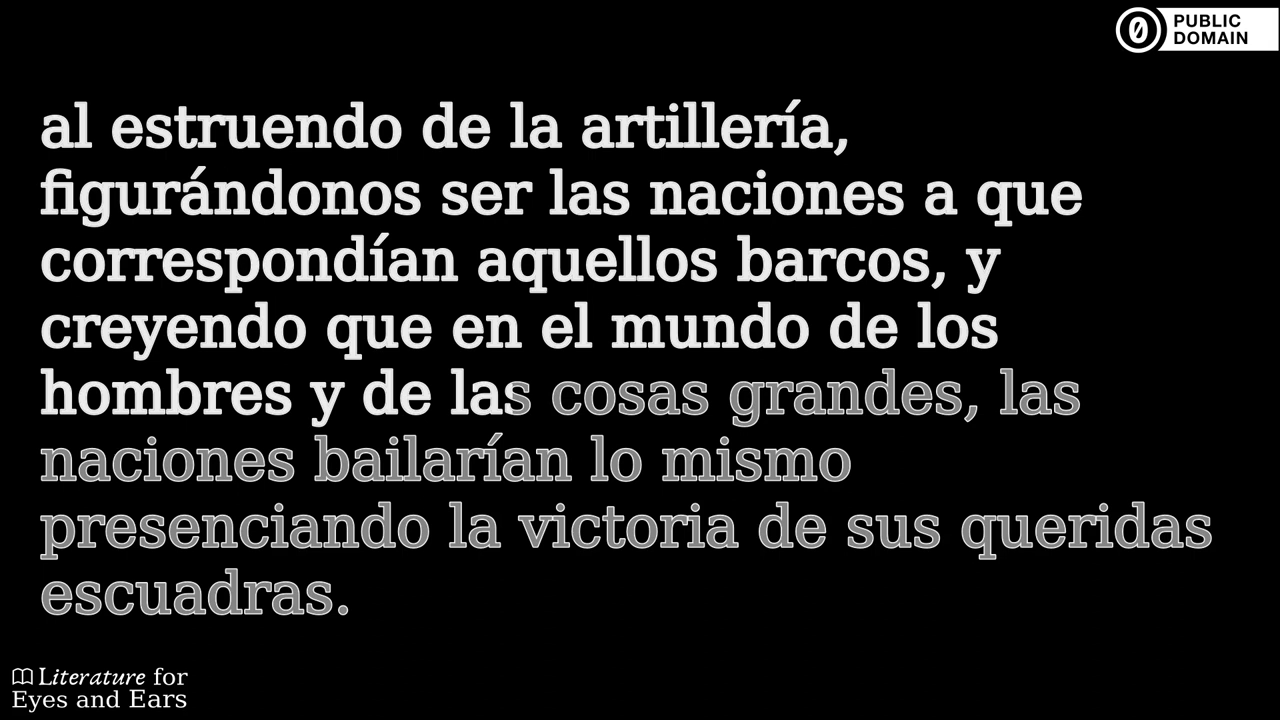 PUBLIC
DOMAIN
al estruendo de la artillería,
figurándonos ser las naciones a que
correspondían aquellos barcos, y
creyendo que en el mundo de los
hombres y de las cosas grandes, las
naciones bailarían lo mismo
presenciando la victoria de sus queridas
escuadras.
Literature for
Eyes and Ears